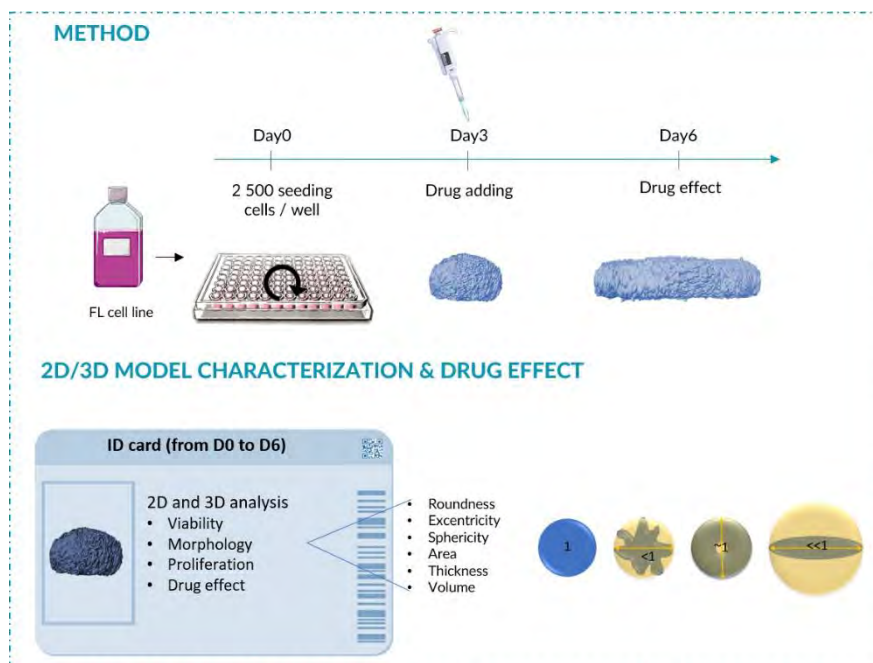 METHOD
Day0
Day3
Day6
2 500 seeding
cells / well
Drug adding
Drug effect
FL cell line
2D/3D MODEL CHARACTERIZATION & DRUG EFFECT
ID card (from D0 to D6)
2D and 3D analysis
• Viability
• Morphology
• Proliferation
• Drug effect
• Roundness
• Excentricity
• Sphericity
• Area
• Thickness
• Volume
1
<1
~1
<<1